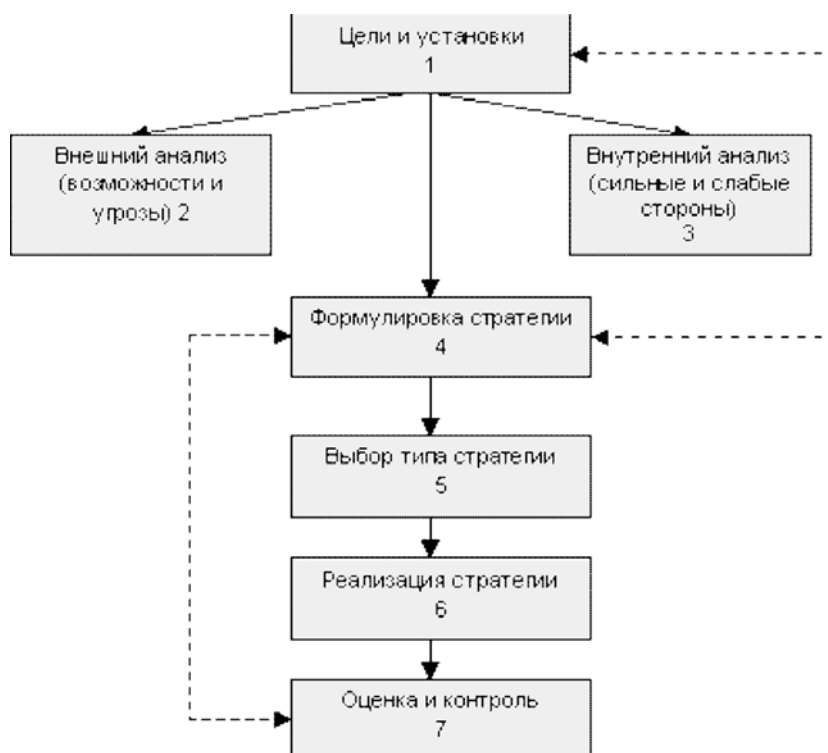 Цели и установки
1
Внешний анализ
(возможности и
угрозы) 2
Внутренний анализ
(сильные и слабые
стороны)
3
Формулировка стратегии
4
Выбор типа стратегии
5
Реализация стратегии
6
Оценка и контроль
7